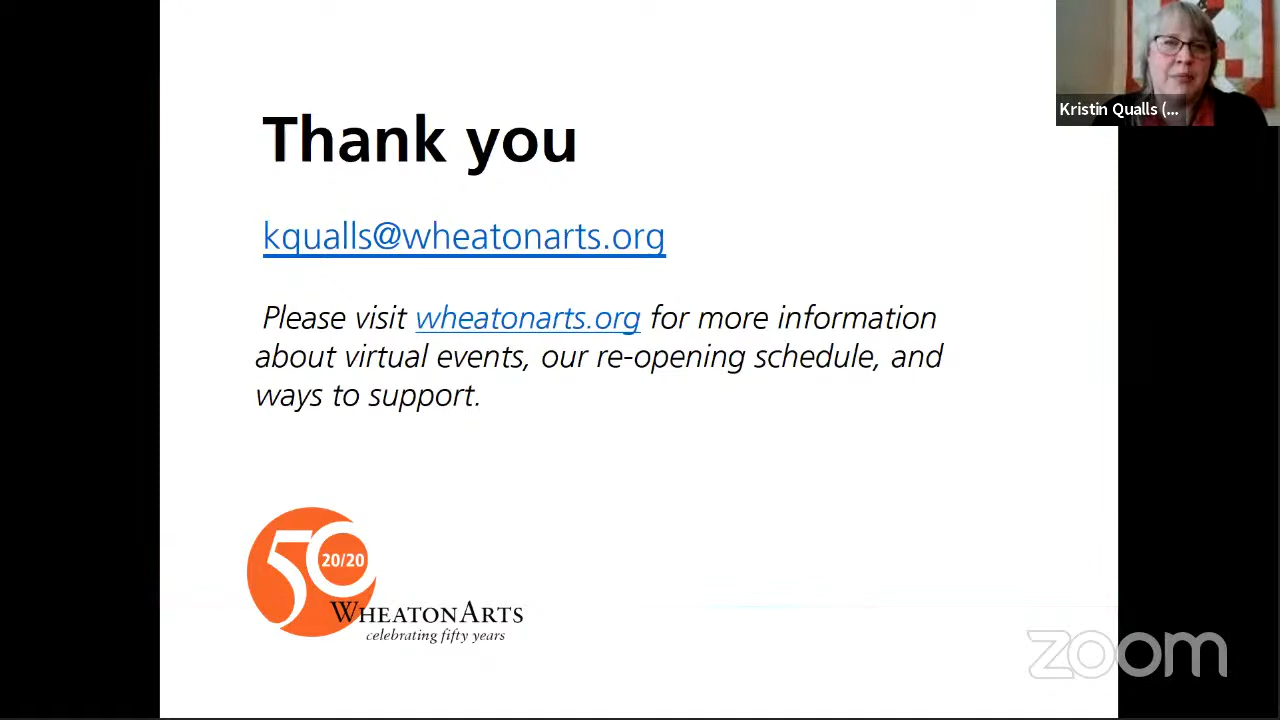 Kristin Qualls (...
Thank you
kqualls@wheatonarts.org
Please visit wheatonarts.org for more information
about virtual events, our re-opening schedule, and
ways to support.
50
20/20
WHEATONARTS
celebrating fifty years
zoom